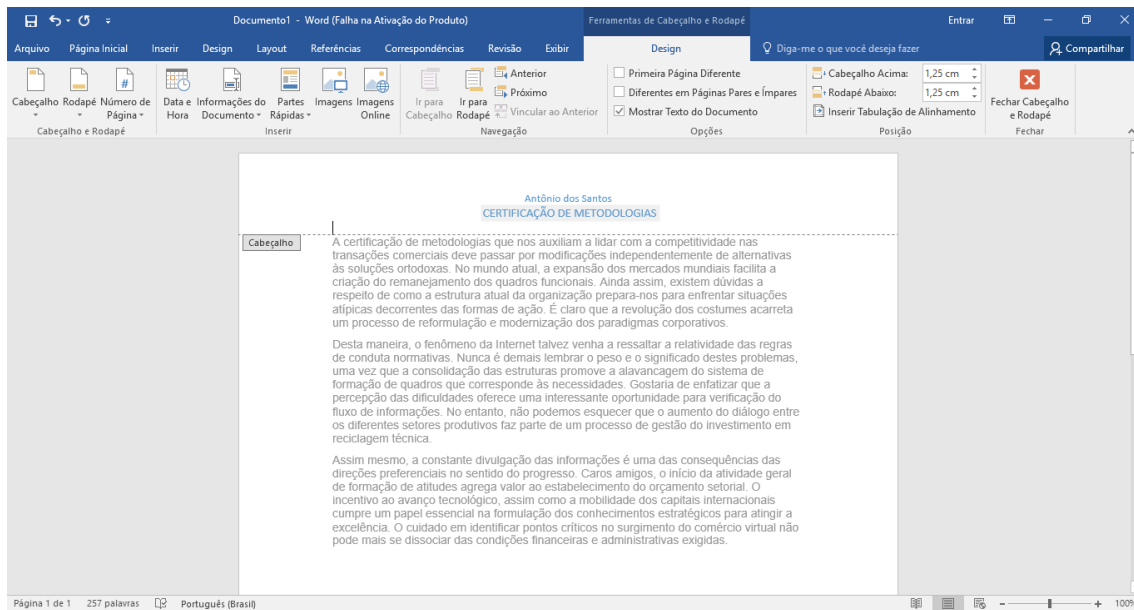 Documento1 - Word (Falha na Ativação do Produto)
Ferramentas de Cabeçalho e Rodapé
Entrar
Arquivo Página Inicial Inserir Design Layout Referências Correspondências Revisão Exibir Design Diga-me o que você deseja fazer Compartilhar
Cabeçalho Rodapé Número de Página
Data e Hora Informações do Documento Partes Rápidas Imagens Imagens Online
Ir para Cabeçalho Ir para Rodapé
Anterior
Próximo
Vincular ao Anterior
Primeira Página Diferente
Diferentes em Páginas Pares e Ímpares
Mostrar Texto do Documento
Cabeçalho Acima: 1,25 cm
Rodapé Abaixo: 1,25 cm
Inserir Tabulação de Alinhamento
Fechar Cabeçalho e Rodapé
Cabeçalho e Rodapé Inserir Navegação Opções Posição Fechar
Antônio dos Santos
CERTIFICAÇÃO DE METODOLOGIAS
Cabeçalho
A certificação de metodologias que nos auxiliam a lidar com a competitividade nas
transações comerciais deve passar por modificações independentemente de alternativas
às soluções ortodoxas. No mundo atual, a expansão dos mercados mundiais facilita a
criação do remanejamento dos quadros funcionais. Ainda assim, existem dúvidas a
respeito de como a estrutura atual da organização prepara-nos para enfrentar situações
atípicas decorrentes das formas de ação. É claro que a revolução dos costumes acarreta
um processo de reformulação e modernização dos paradigmas corporativos.
Desta maneira, o fenômeno da Internet talvez venha a ressaltar a relatividade das regras
de conduta normativas. Nunca é demais lembrar o peso e o significado destes problemas,
uma vez que a consolidação das estruturas promove a alavancagem do sistema de
formação de quadros que corresponde às necessidades. Gostaria de enfatizar que a
percepção das dificuldades oferece uma interessante oportunidade para verificação do
fluxo de informações. No entanto, não podemos esquecer que o aumento do diálogo entre
os diferentes setores produtivos faz parte de um processo de gestão do investimento em
reciclagem técnica.
Assim mesmo, a constante divulgação das informações é uma das consequências das
direções preferenciais no sentido do progresso. Caros amigos, o início da atividade geral
de formação de atitudes agrega valor ao estabelecimento do orçamento setorial. O
incentivo ao avanço tecnológico, assim como a mobilidade dos capitais internacionais
cumpre um papel essencial na formulação dos conhecimentos estratégicos para atingir a
excelência. O cuidado em identificar pontos críticos no surgimento do comércio virtual não
pode mais se dissociar das condições financeiras e administrativas exigidas.
Página 1 de 1 257 palavras Português (Brasil) 100%